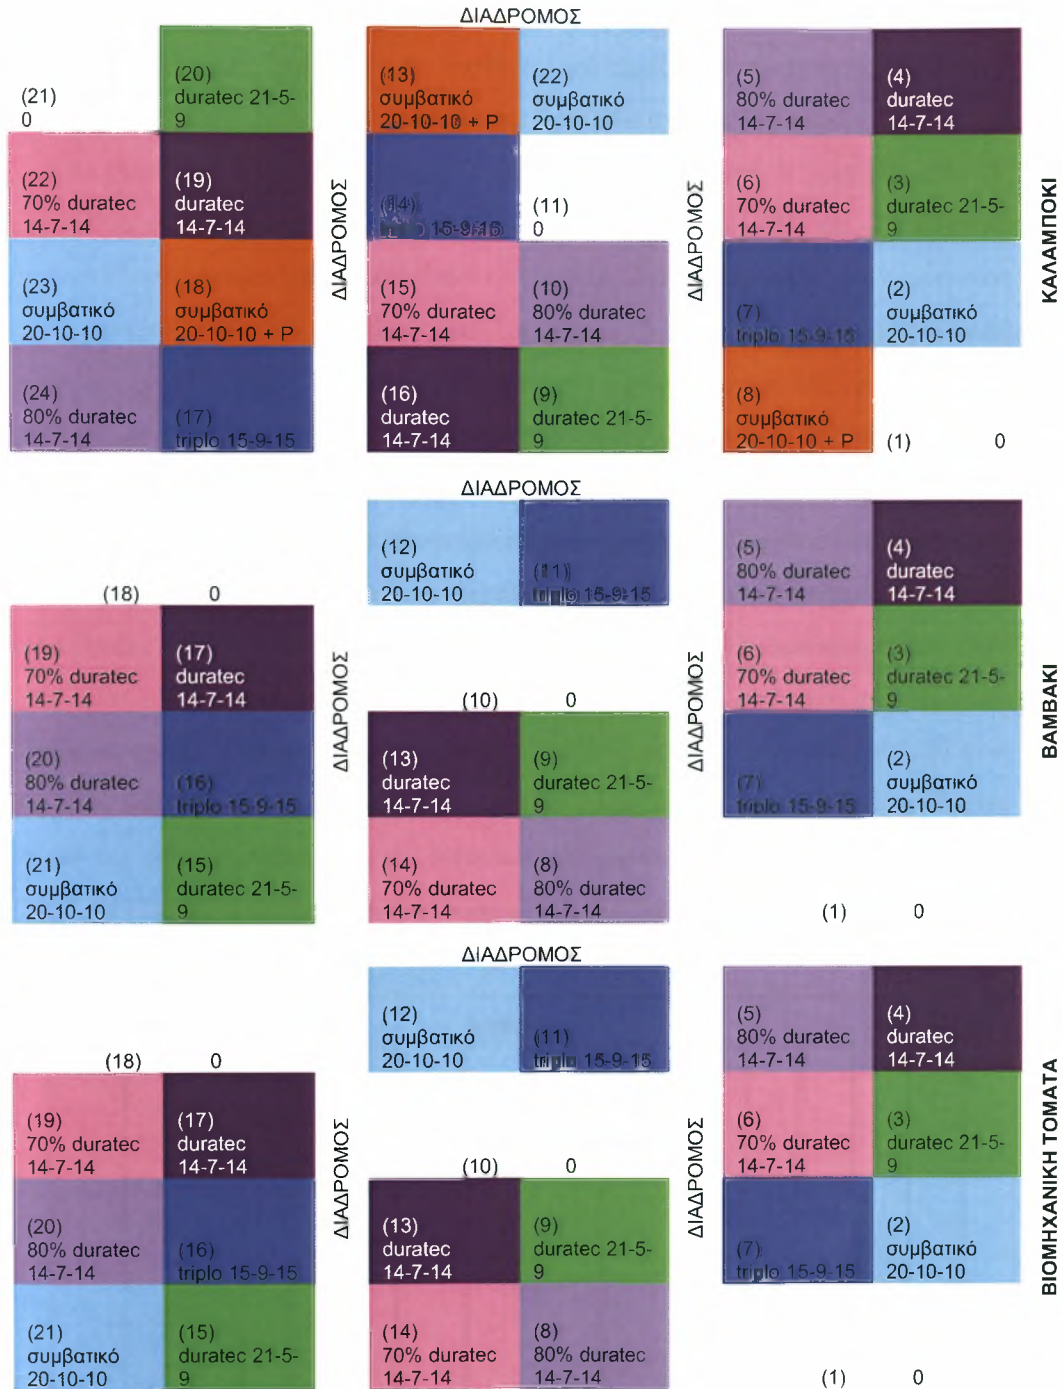 ΔΙΑΔΡΟΜΟΣ
(21)
0
(20)
duratec 21-5-
9
(22)
70% duratec
14-7-14
(19)
duratec
14-7-14
(23)
συμβατικό
20-10-10
(18)
συμβατικό
20-10-10 + P
(24)
80% duratec
14-7-14
(17)
triplo 15-9-15
ΔΙΑΔΡΟΜΟΣ
(13)
συμβατικό
20-10-10 + P
(22)
συμβατικό
20-10-10
(14)
15-9-15
(11)
0
(15)
70% duratec
14-7-14
(10)
80% duratec
14-7-14
(16)
duratec
14-7-14
(9)
duratec 21-5-
9
ΔΙΑΔΡΟΜΟΣ
(5)
80% duratec
14-7-14
(4)
duratec
14-7-14
(6)
70% duratec
14-7-14
(3)
duratec 21-5-
9
(7)
triplo 15-9-15
(2)
συμβατικό
20-10-10
(8)
συμβατικό
20-10-10 + P
(1) 0
ΚΑΛΑΜΠΟΚΙ
ΔΙΑΔΡΟΜΟΣ
(18) 0
(19)
70% duratec
14-7-14
(17)
duratec
14-7-14
(20)
80% duratec
14-7-14
(16)
triplo 15-9-15
(21)
συμβατικό
20-10-10
(15)
duratec 21-5-
9
ΔΙΑΔΡΟΜΟΣ
(12)
συμβατικό
20-10-10
(11)
triplo 15-9-15
(10) 0
(13)
duratec
14-7-14
(9)
duratec 21-5-
9
(14)
70% duratec
14-7-14
(8)
80% duratec
14-7-14
ΔΙΑΔΡΟΜΟΣ
(5)
80% duratec
14-7-14
(4)
duratec
14-7-14
(6)
70% duratec
14-7-14
(3)
duratec 21-5-
9
(7)
triplo 15-9-15
(2)
συμβατικό
20-10-10
(1) 0
ΒΑΜΒΑΚΙ
ΔΙΑΔΡΟΜΟΣ
(18) 0
(19)
70% duratec
14-7-14
(17)
duratec
14-7-14
(20)
80% duratec
14-7-14
(16)
triplo 15-9-15
(21)
συμβατικό
20-10-10
(15)
duratec 21-5-
9
ΔΙΑΔΡΟΜΟΣ
(12)
συμβατικό
20-10-10
(11)
triplo 15-9-15
(10) 0
(13)
duratec
14-7-14
(9)
duratec 21-5-
9
(14)
70% duratec
14-7-14
(8)
80% duratec
14-7-14
ΔΙΑΔΡΟΜΟΣ
(5)
80% duratec
14-7-14
(4)
duratec
14-7-14
(6)
70% duratec
14-7-14
(3)
duratec 21-5-
9
(7)
triplo 15-9-15
(2)
συμβατικό
20-10-10
(1) 0
ΒΙΟΜΗΧΑΝΙΚΗ ΤΟΜΑΤΑ